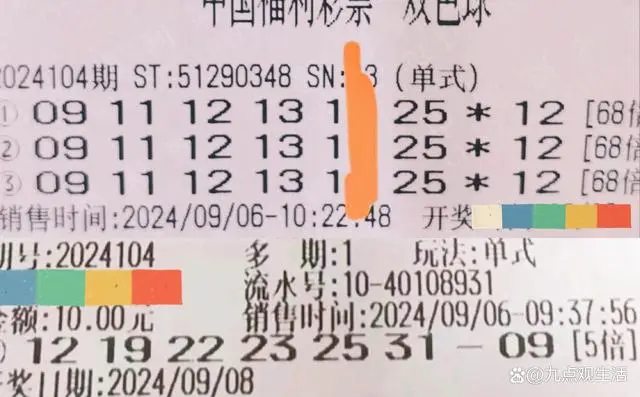 中国福利彩票 双色球
2024104期 ST:51290348 SN: 3 (单式)
① 09 11 12 13 1 25 * 12 [68倍
② 09 11 12 13 1 25 * 12 [68倍
③ 09 11 12 13 1 25 * 12 [68倍
销售时间:2024/09/06-10:22:48 开奖
期号:2024104 多 期:1 玩法:单式
流水号:10-40108931
金额:10.00元 销售时间:2024/09/06-09:37:56
12 19 22 23 25 31 - 09 [5倍]
开奖日期:2024/09/08
九点观生活